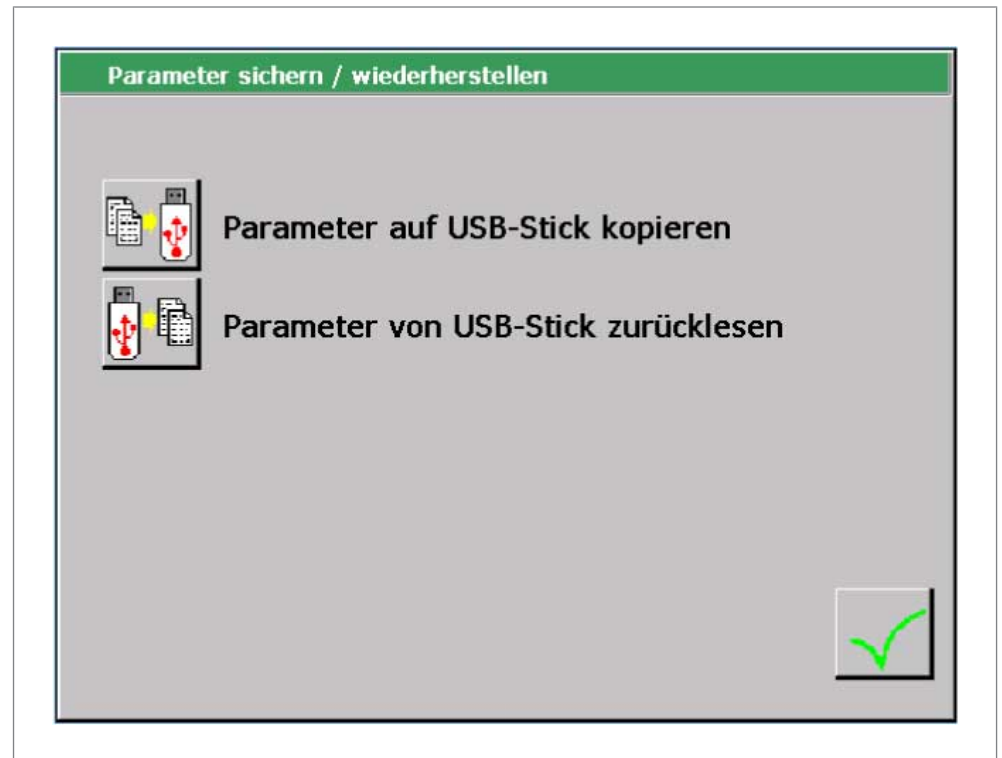 Parameter sichern / wiederherstellen
Parameter auf USB-Stick kopieren
Parameter von USB-Stick zurücklesen